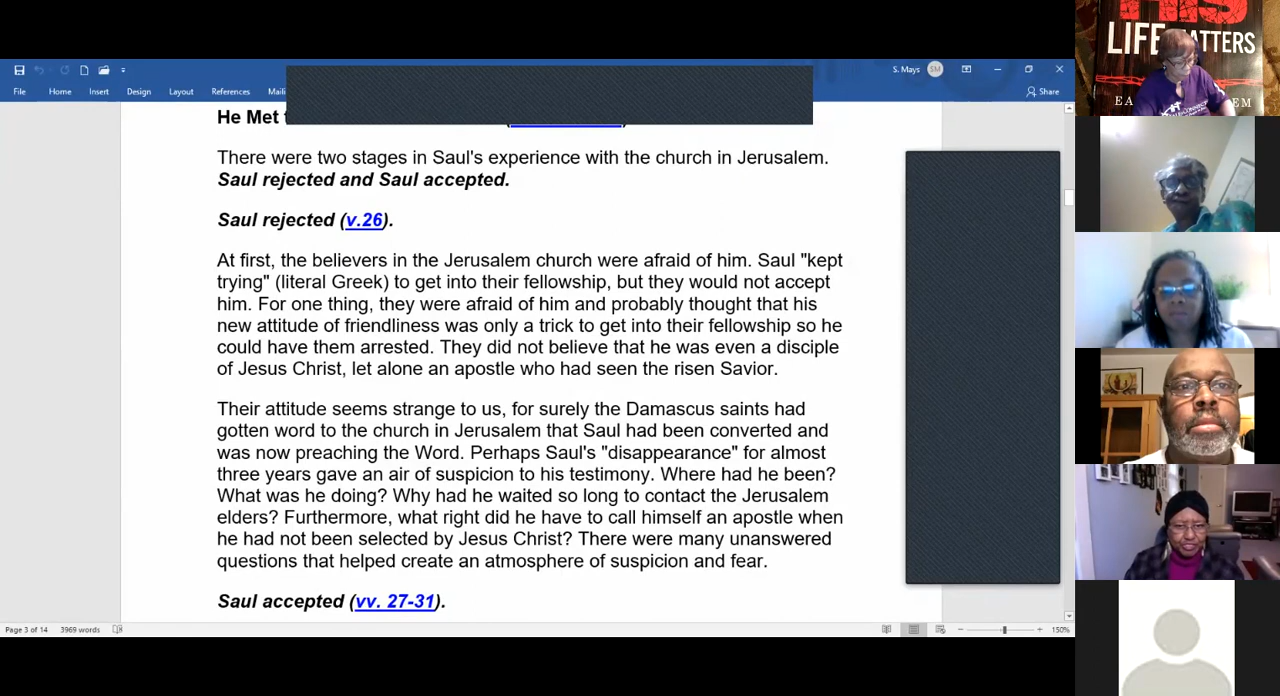 HIS
LIFE MATTERS
S. Mays SM
File Home Insert Design Layout References Share
He Met
There were two stages in Saul's experience with the church in Jerusalem.
Saul rejected and Saul accepted.
Saul rejected (v.26).
At first, the believers in the Jerusalem church were afraid of him. Saul "kept
trying" (literal Greek) to get into their fellowship, but they would not accept
him. For one thing, they were afraid of him and probably thought that his
new attitude of friendliness was only a trick to get into their fellowship so he
could have them arrested. They did not believe that he was even a disciple
of Jesus Christ, let alone an apostle who had seen the risen Savior.
Their attitude seems strange to us, for surely the Damascus saints had
gotten word to the church in Jerusalem that Saul had been converted and
was now preaching the Word. Perhaps Saul's "disappearance" for almost
three years gave an air of suspicion to his testimony. Where had he been?
What was he doing? Why had he waited so long to contact the Jerusalem
elders? Furthermore, what right did he have to call himself an apostle when
he had not been selected by Jesus Christ? There were many unanswered
questions that helped create an atmosphere of suspicion and fear.
Saul accepted (vv. 27-31).
Page 3 of 14 3969 words 150%